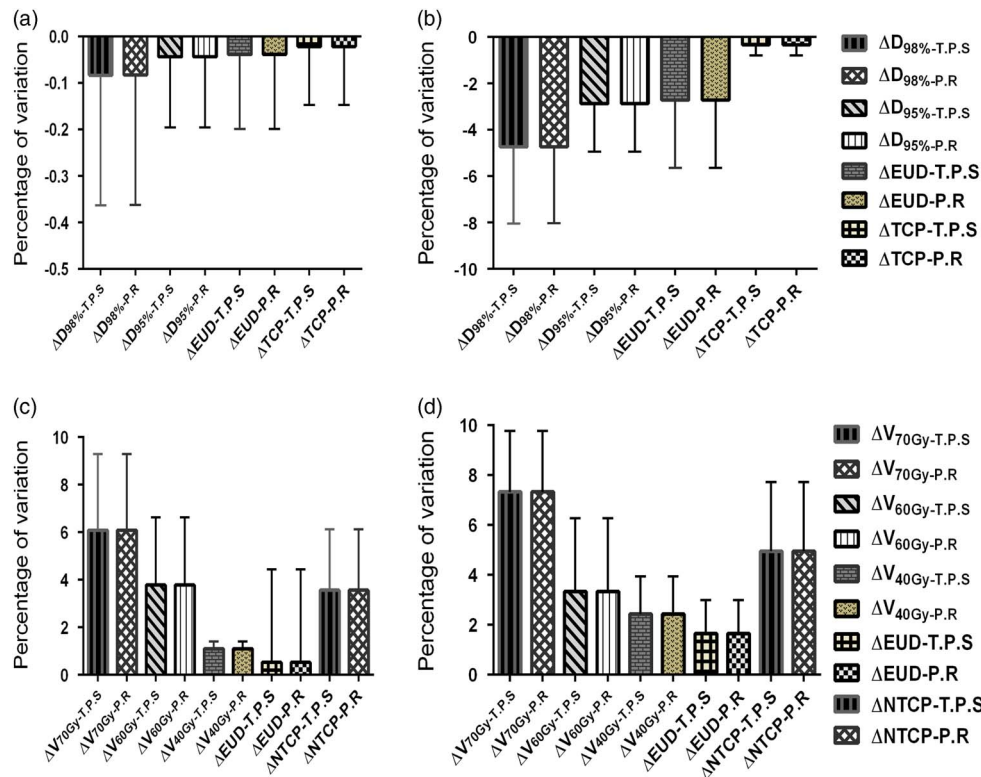 (a)
Percentage of variation
0.0
-0.1
-0.2
-0.3
-0.4
-0.5
ΔD98%-T.P.S
ΔD98%-P.R
ΔD95%-T.P.S
ΔD95%-P.R
ΔEUD-T.P.S
ΔEUD-P.R
ΔTCP-T.P.S
ΔTCP-P.R
(b)
Percentage of variation
0
-2
-4
-6
-8
-10
ΔD98%-T.P.S
ΔD98%-P.R
ΔD95%-T.P.S
ΔD95%-P.R
ΔEUD-T.P.S
ΔEUD-P.R
ΔTCP-T.P.S
ΔTCP-P.R
ΔD98%-T.P.S
ΔD98%-P.R
ΔD95%-T.P.S
ΔD95%-P.R
ΔEUD-T.P.S
ΔEUD-P.R
ΔTCP-T.P.S
ΔTCP-P.R
(c)
Percentage of variation
10
8
6
4
2
0
ΔV70Gy-T.P.S
ΔV70Gy-P.R
ΔV60Gy-T.P.S
ΔV60Gy-P.R
ΔV40Gy-T.P.S
ΔV40Gy-P.R
ΔEUD-T.P.S
ΔEUD-P.R
ΔNTCP-T.P.S
ΔNTCP-P.R
(d)
Percentage of variation
10
8
6
4
2
0
ΔV70Gy-T.P.S
ΔV70Gy-P.R
ΔV60Gy-T.P.S
ΔV60Gy-P.R
ΔV40Gy-T.P.S
ΔV40Gy-P.R
ΔEUD-T.P.S
ΔEUD-P.R
ΔNTCP-T.P.S
ΔNTCP-P.R
ΔV70Gy-T.P.S
ΔV70Gy-P.R
ΔV60Gy-T.P.S
ΔV60Gy-P.R
ΔV40Gy-T.P.S
ΔV40Gy-P.R
ΔEUD-T.P.S
ΔEUD-P.R
ΔNTCP-T.P.S
ΔNTCP-P.R